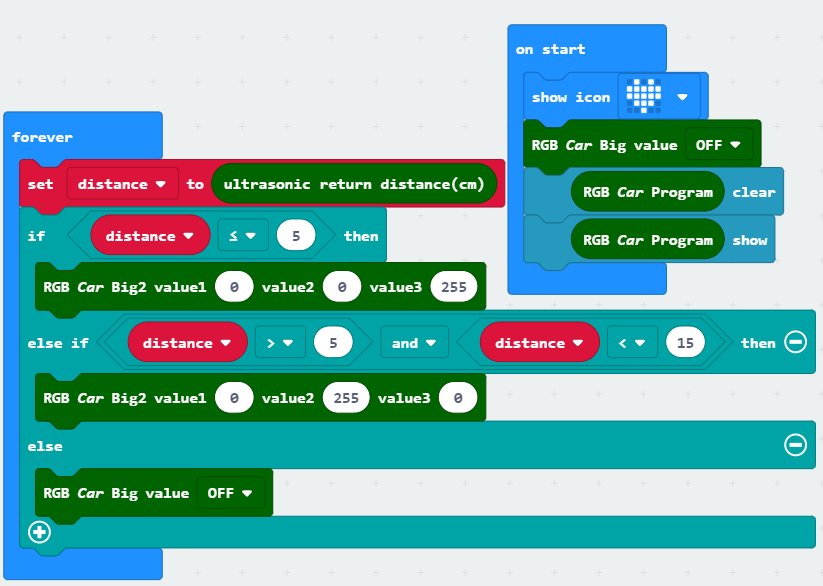 on start
show icon
RGB Car Big value OFF
RGB Car Program clear
RGB Car Program show
forever
set distance to ultrasonic return distance(cm)
if distance ≤ 5 then
RGB Car Big2 value1 0 value2 0 value3 255
else if distance > 5 and distance < 15 then
RGB Car Big2 value1 0 value2 255 value3 0
else
RGB Car Big value OFF